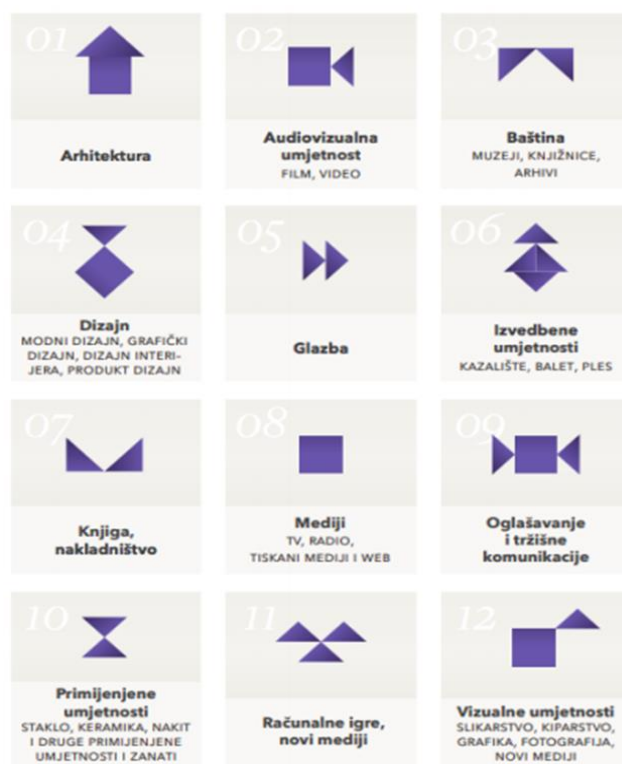 01
Arhitektura
02
Audiovizualna
umjetnost
FILM, VIDEO
03
Baština
MUZEJI, KNJIŽNICE,
ARHIVI
04
Dizajn
MODNI DIZAJN, GRAFIČKI
DIZAJN, DIZAJN INTERI-
JERA, PRODUKT DIZAJN
05
Glazba
06
Izvedbene
umjetnosti
KAZALIŠTE, BALET, PLES
07
Knjiga,
nakladništvo
08
Mediji
TV, RADIO,
TISKANI MEDIJI I WEB
09
Oglašavanje
i tržišne
komunikacije
10
Primijenjene
umjetnosti
STAKLO, KERAMIKA, NAKIT
I DRUGE PRIMIJENJENE
UMJETNOSTI I ZANATI
11
Računalne igre,
novi mediji
12
Vizualne umjetnosti
SLIKARSTVO, KIPARSTVO,
GRAFIKA, FOTOGRAFIJA,
NOVI MEDIJI